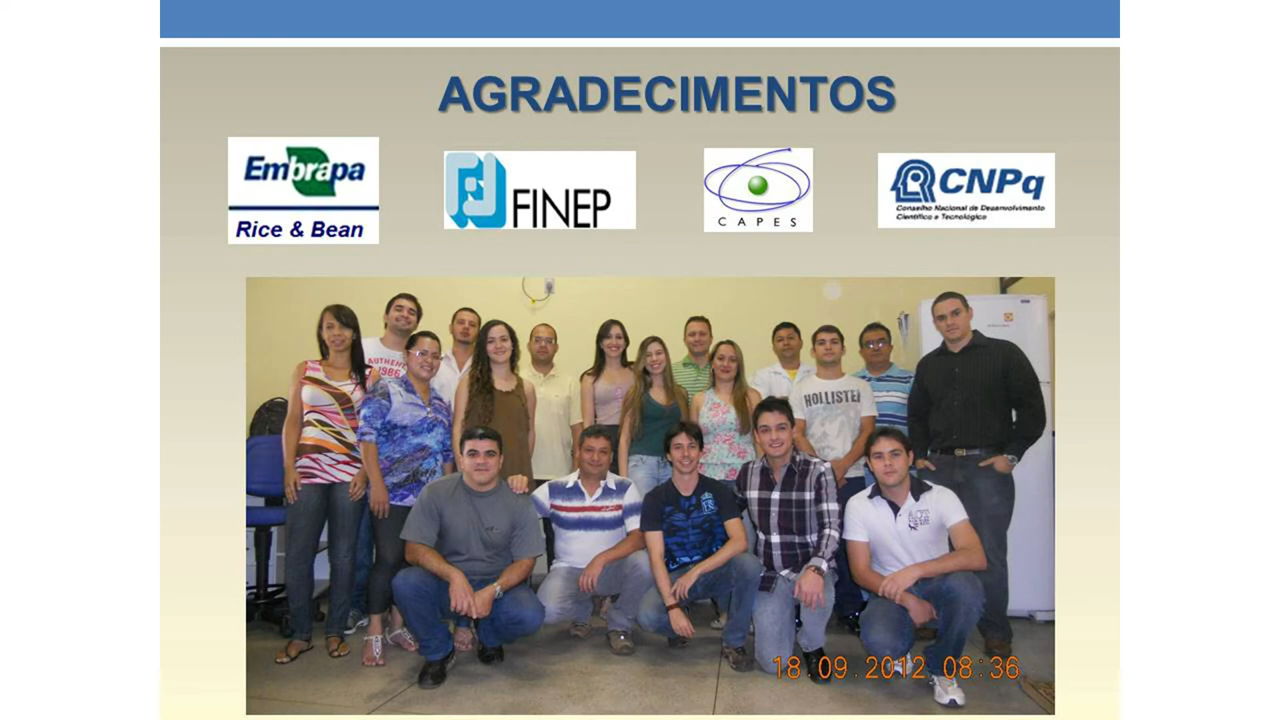 AGRADECIMENTOS
Embrapa
Rice & Bean
FINEP
CAPES
CNPq
Conselho Nacional de Desenvolvimento
Científico e Tecnológico
AUTHENT
1986
HOLLISTER
18.09.2012 08:36